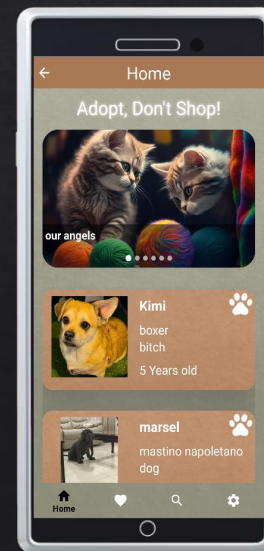 Home
Adopt, Don't Shop!
our angels
Kimi
boxer
bitch
5 Years old
marsel
mastino napoletano
dog
Home